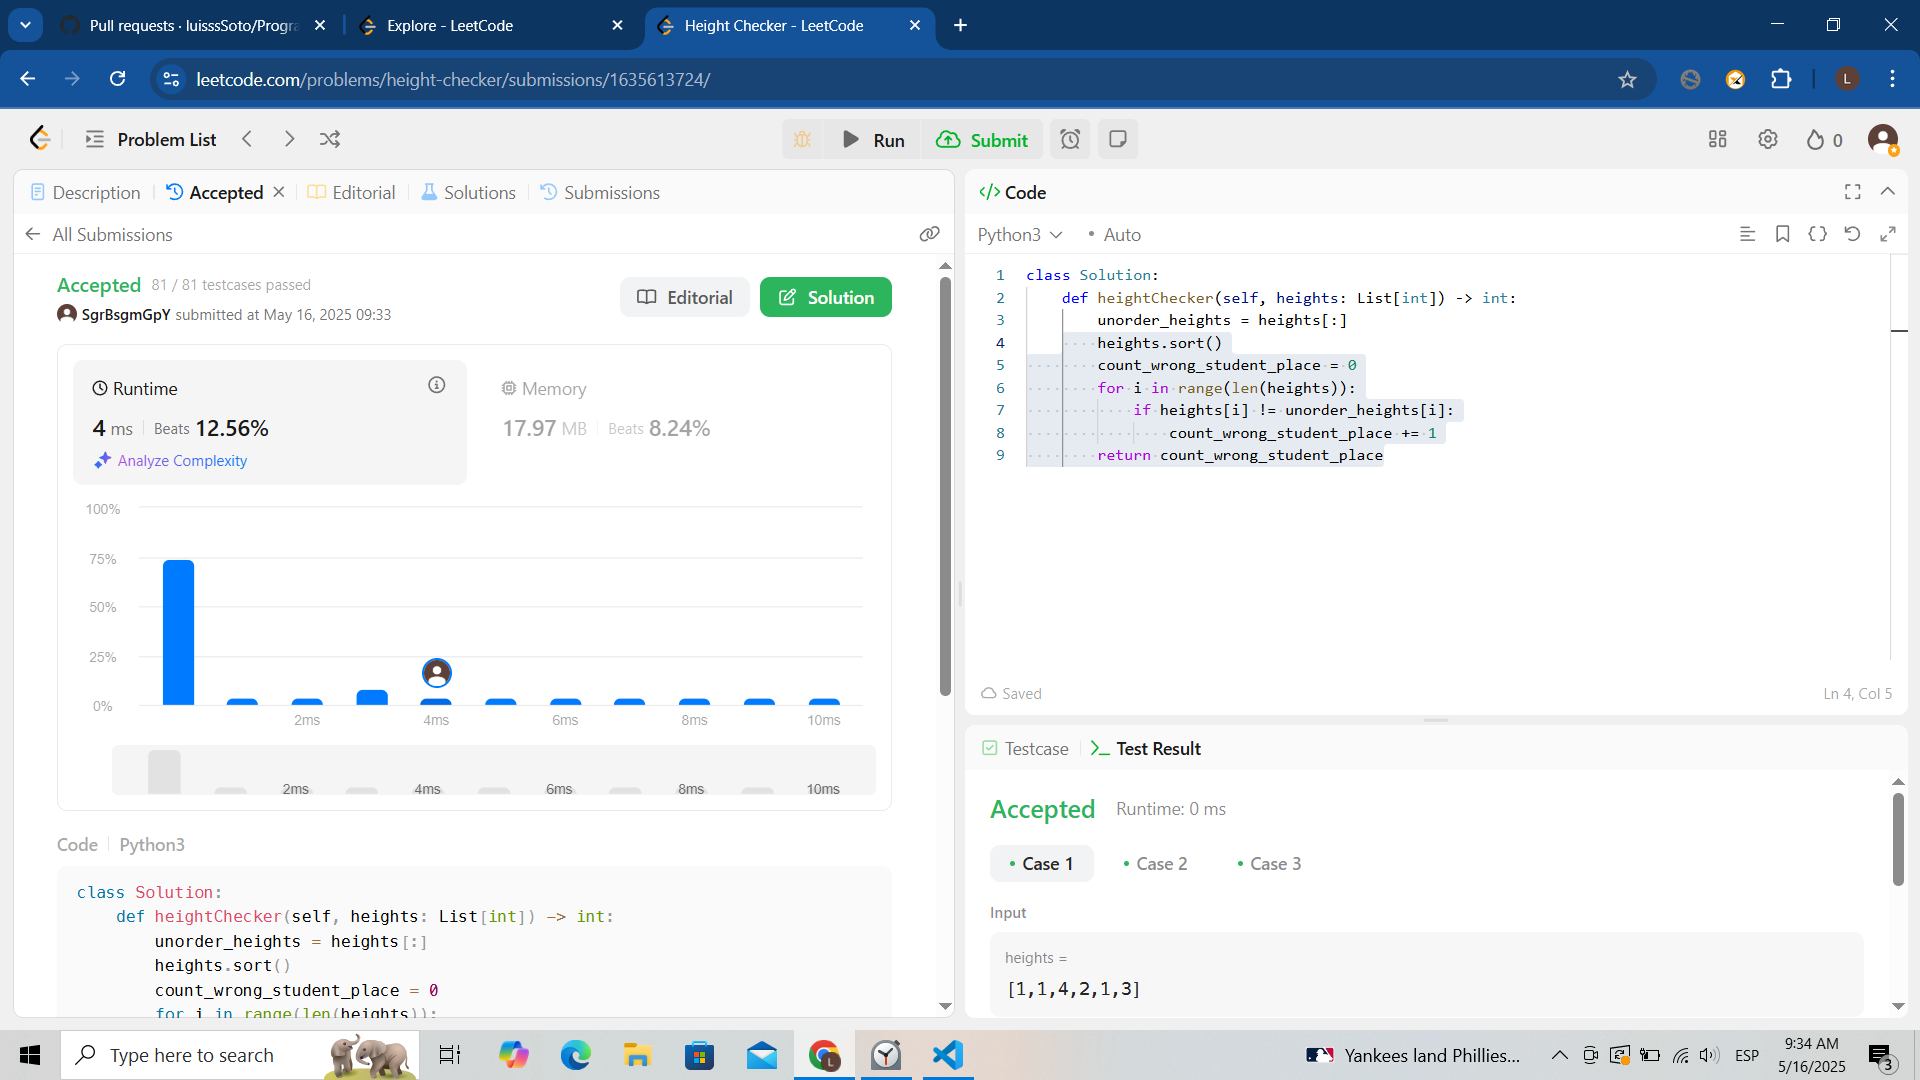 Pull requests · luisssSoto/Progra
Explore - LeetCode
Height Checker - LeetCode
leetcode.com/problems/height-checker/submissions/1635613724/
L
Problem List
Run
Submit
0
Description
Accepted
Editorial
Solutions
Submissions
All Submissions
Accepted 81 / 81 testcases passed
SgrBsgmGpY submitted at May 16, 2025 09:33
Editorial
Solution
Runtime
4 ms Beats 12.56%
Analyze Complexity
Memory
17.97 MB Beats 8.24%
100%
75%
50%
25%
0%
2ms 4ms 6ms 8ms 10ms
2ms 4ms 6ms 8ms 10ms
Code Python3
class Solution:
def heightChecker(self, heights: List[int]) -> int:
unorder_heights = heights[:]
heights.sort()
count_wrong_student_place = 0
for i in range(len(heights)):
</> Code
Python3 • Auto
1 class Solution:
2 def heightChecker(self, heights: List[int]) -> int:
3 unorder_heights = heights[:]
4 heights.sort()
5 count_wrong_student_place = 0
6 for i in range(len(heights)):
7 if heights[i] != unorder_heights[i]:
8 count_wrong_student_place += 1
9 return count_wrong_student_place
Saved
Ln 4, Col 5
Testcase
Test Result
Accepted Runtime: 0 ms
• Case 1 • Case 2 • Case 3
Input
heights =
[1,1,4,2,1,3]
Type here to search
L
Yankees land Phillies...
ESP
9:34 AM
5/16/2025
3